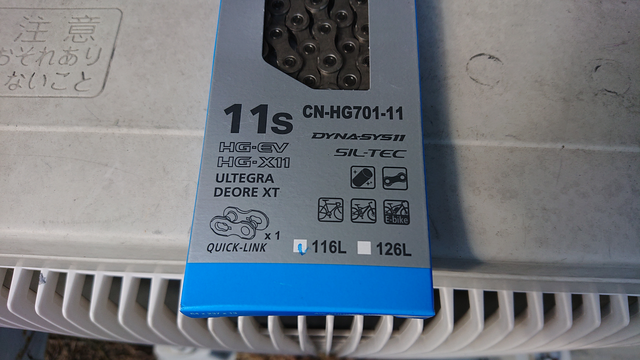 注意
おそれあり
ないこと
11s CN-HG701-11
DYNA-SYS11
HG-EV
HG-X11
SIL-TEC
ULTEGRA
DEORE XT
E-bike
x 1
QUICK-LINK
116L 126L